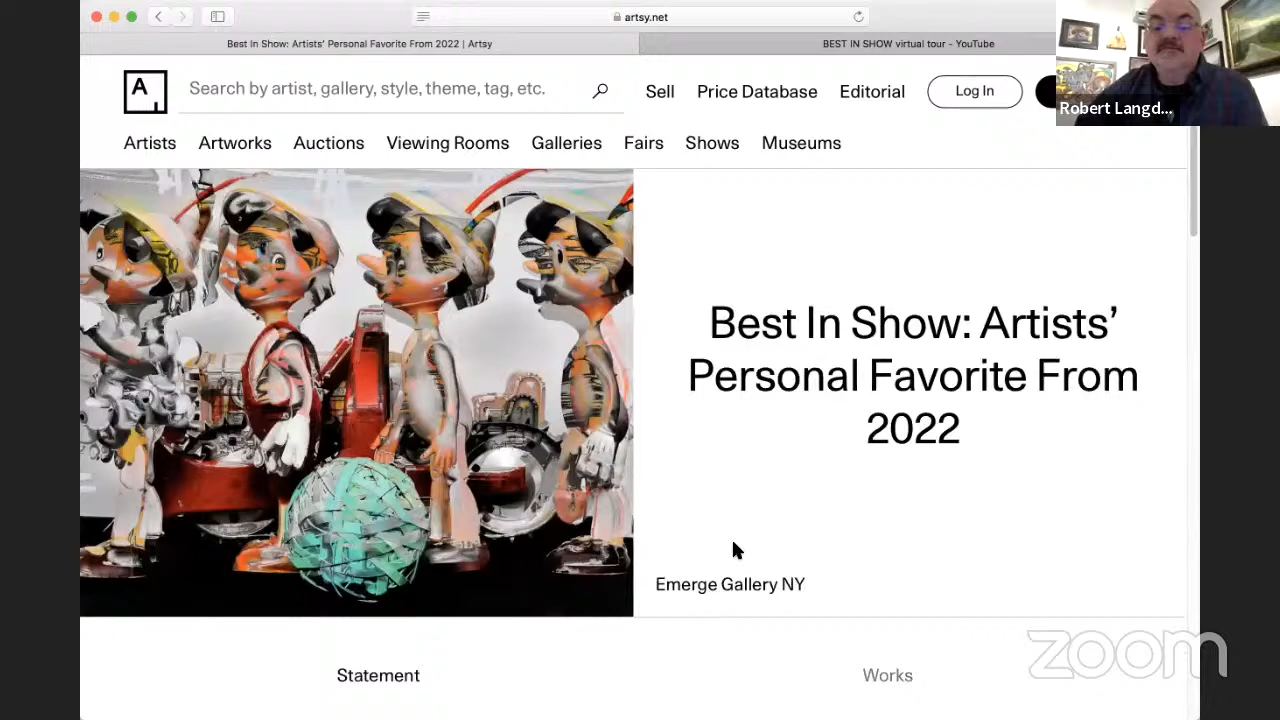 artsy.net
Best In Show: Artists' Personal Favorite From 2022 | Artsy
BEST IN SHOW virtual tour - YouTube
Robert Langd...
A
Search by artist, gallery, style, theme, tag, etc.
Sell
Price Database
Editorial
Log In
Artists
Artworks
Auctions
Viewing Rooms
Galleries
Fairs
Shows
Museums
Best In Show: Artists’
Personal Favorite From
2022
Emerge Gallery NY
Statement
Works
zoom